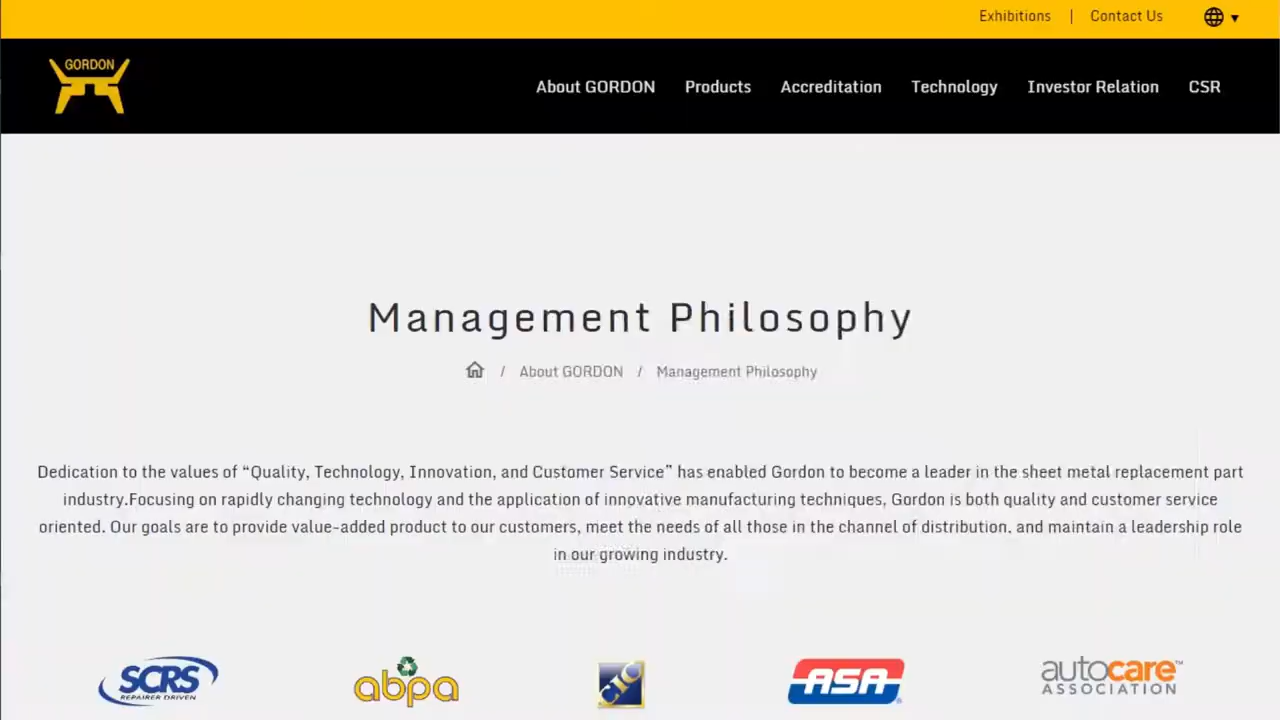 Exhibitions | Contact Us
GORDON
About GORDON Products Accreditation Technology Investor Relation CSR
Management Philosophy
/ About GORDON / Management Philosophy
Dedication to the values of “Quality, Technology, Innovation, and Customer Service” has enabled Gordon to become a leader in the sheet metal replacement part
industry.Focusing on rapidly changing technology and the application of innovative manufacturing techniques, Gordon is both quality and customer service
oriented. Our goals are to provide value-added product to our customers, meet the needs of all those in the channel of distribution, and maintain a leadership role
in our growing industry.
SCRS
REPAIRER DRIVEN
abpa
CIC
ASA
autocare™
ASSOCIATION